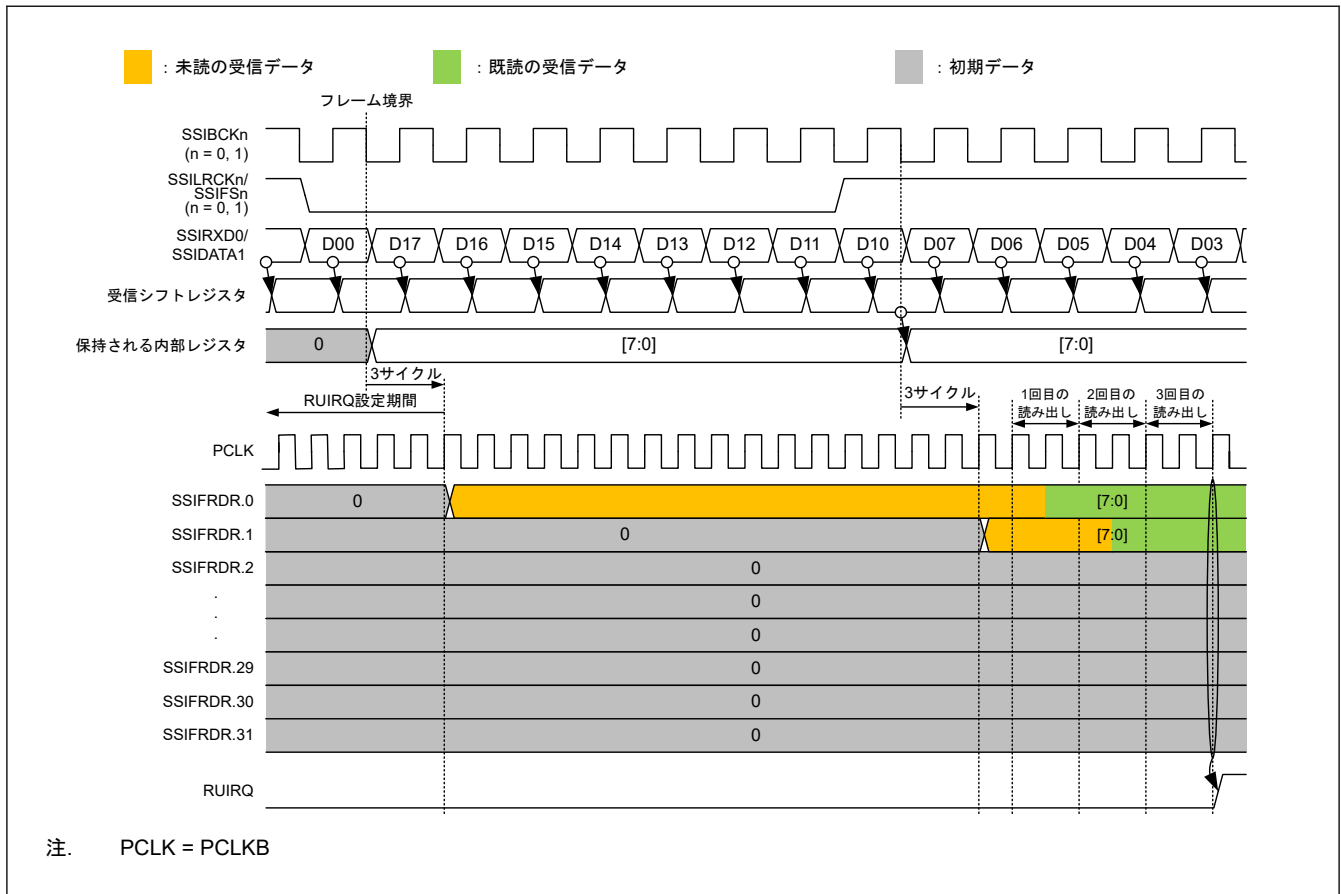 ：未読の受信データ
：既読の受信データ
：初期データ
フレーム境界
SSIBCKn
(n = 0, 1)
SSILRCKn/
SSIFSn
(n = 0, 1)
SSIRXD0/
SSIDATA1
D00 D17 D16 D15 D14 D13 D12 D11 D10 D07 D06 D05 D04 D03
受信シフトレジスタ
保持される内部レジスタ
0 [7:0] [7:0]
3サイクル
3サイクル
RUIRQ設定期間
1回目の
読み出し
2回目の
読み出し
3回目の
読み出し
PCLK
SSIFRDR.0 0 [7:0]
SSIFRDR.1 0 [7:0]
SSIFRDR.2 0
. 0
.
. 0
SSIFRDR.29 0
SSIFRDR.30 0
SSIFRDR.31 0
RUIRQ
注. PCLK = PCLKB